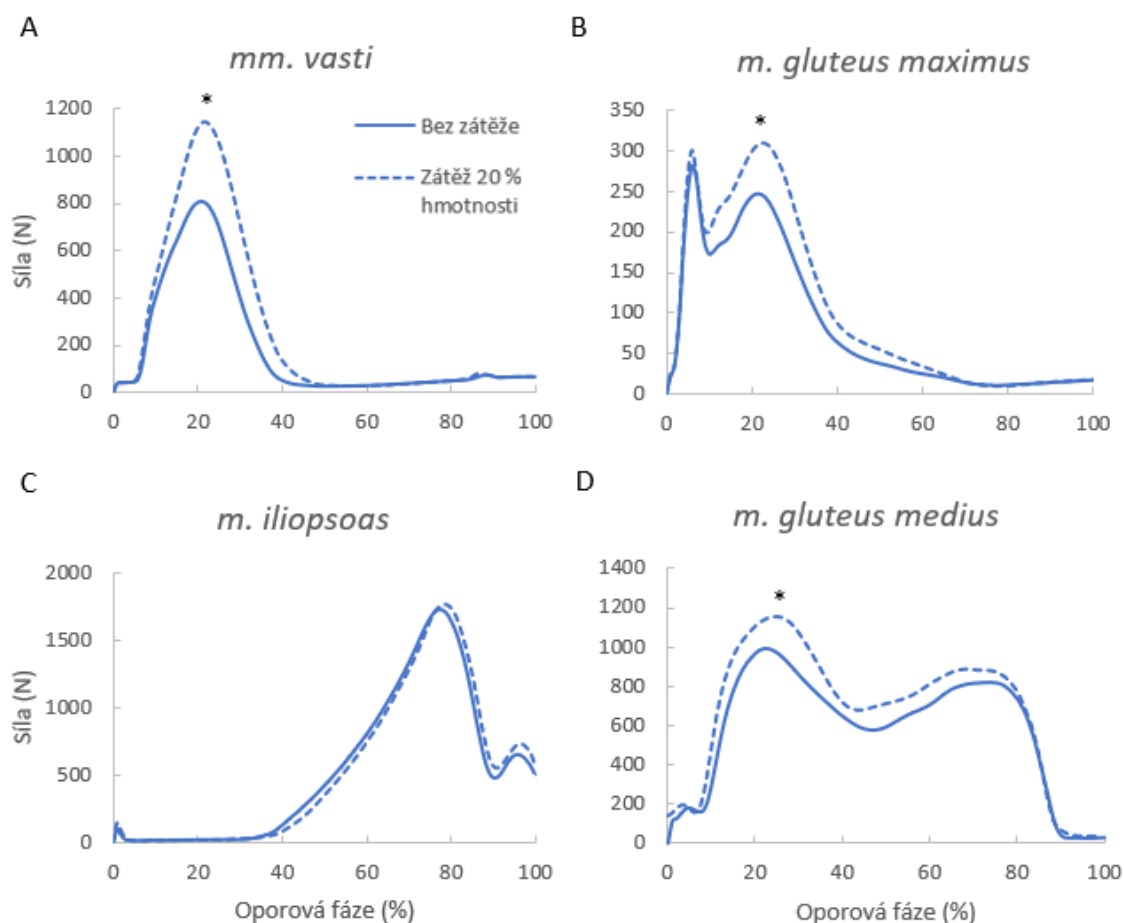 A
mm. vasti
*
1200
1000
800
600
400
200
0
Síla (N)
0 20 40 60 80 100
Bez zátěže
Zátěž 20 %
hmotnosti
B
m. gluteus maximus
*
350
300
250
200
150
100
50
0
0 20 40 60 80 100
C
m. iliopsoas
2000
1500
1000
500
0
Síla (N)
0 20 40 60 80 100
Oporová fáze (%)
D
m. gluteus medius
*
1400
1200
1000
800
600
400
200
0
0 20 40 60 80 100
Oporová fáze (%)